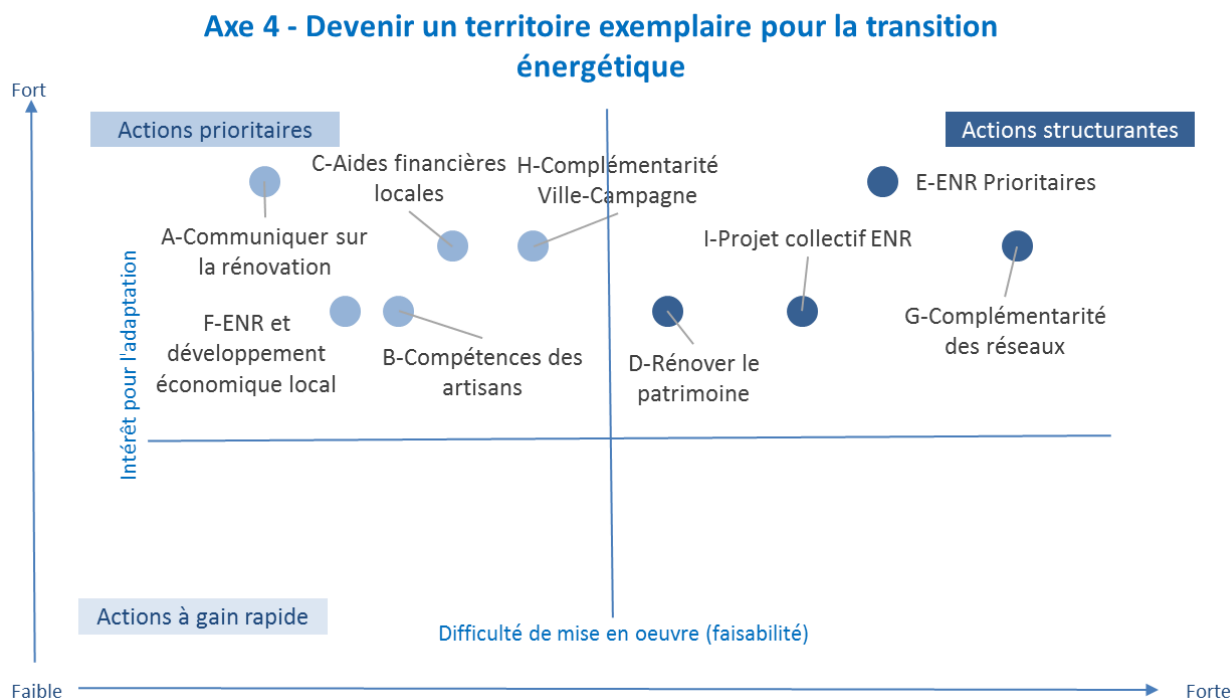 Axe 4 - Devenir un territoire exemplaire pour la transition
énergétique
Fort
Actions prioritaires
Actions structurantes
C-Aides financières
locales
H-Complémentarité
Ville-Campagne
E-ENR Prioritaires
A-Communiquer sur
la rénovation
I-Projet collectif ENR
F-ENR et
développement
économique local
B-Compétences des
artisans
D-Rénover le
patrimoine
G-Complémentarité
des réseaux
Intérêt pour l'adaptation
Actions à gain rapide
Difficulté de mise en oeuvre (faisabilité)
Faible
Forte